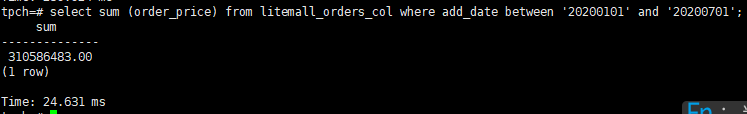 tpch=# select sum (order_price) from litemall_orders_col where add_date between '20200101' and '20200701';
sum
--------------
310586483.00
(1 row)
Time: 24.631 ms